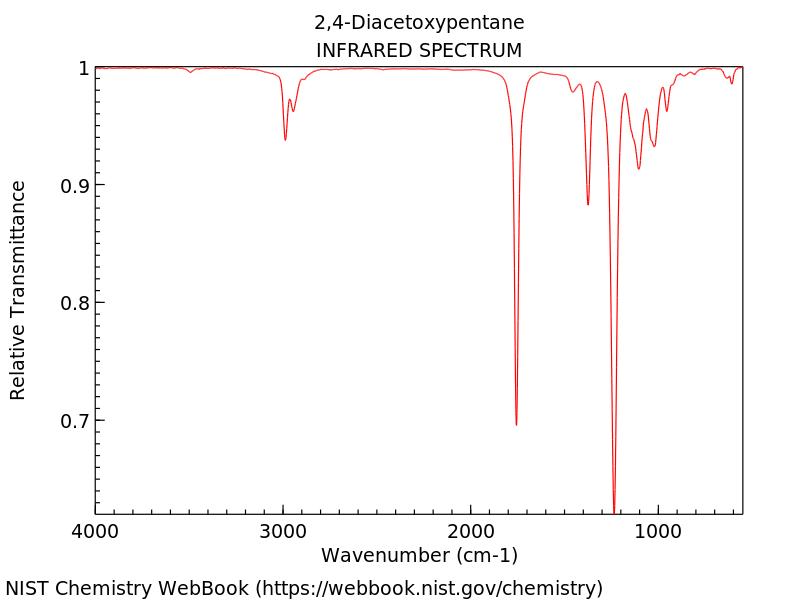 2,4-Diacetoxypentane
INFRARED SPECTRUM
1
0.9
0.8
0.7
Relative Transmittance
4000 3000 2000 1000
Wavenumber (cm-1)
NIST Chemistry WebBook (https://webbook.nist.gov/chemistry)